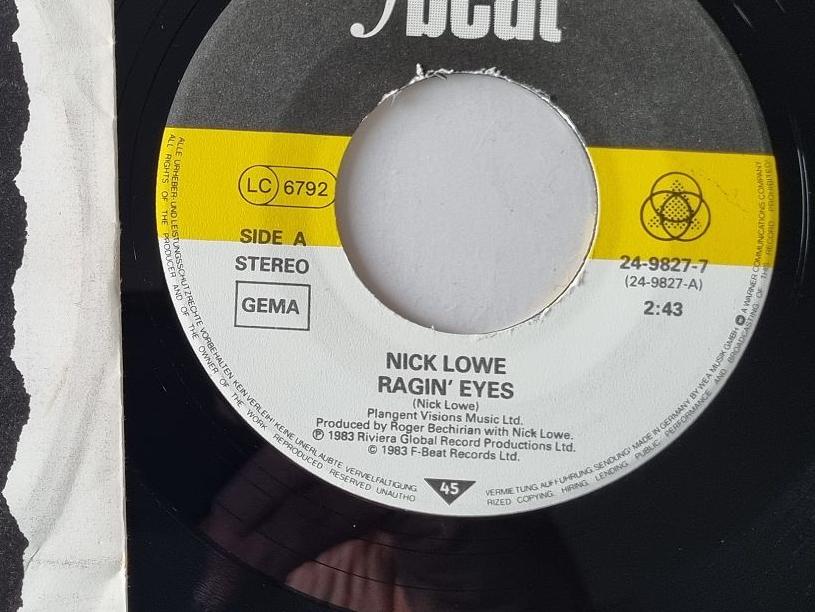 beat
LC 6792
SIDE A
STEREO
GEMA
24-9827-7
(24-9827-A)
2:43
NICK LOWE
RAGIN' EYES
(Nick Lowe)
Plangent Visions Music Ltd.
Produced by Roger Bechirian with Nick Lowe.
℗ 1983 Riviera Global Record Productions Ltd.
© 1983 F-Beat Records Ltd.
45
ALLE URHEBER- UND LEISTUNGSSCHUTZRECHTE VORBEHALTEN KEIN VERLEIH! KEINE UNERLAUBTE VERVIELFÄLTIGUNG,
VERMIETUNG, AUFFÜHRUNG, SENDUNG! MADE IN GERMANY BY WEA MUSIK GMBH A WARNER COMMUNICATIONS COMPANY
ALL RIGHTS OF THE PRODUCER AND OF THE OWNER OF THE WORK REPRODUCED RESERVED UNAUTHO
RIZED COPYING, HIRING, LENDING, PUBLIC PERFORMANCE AND BROADCASTING OF THIS RECORD PROHIBITED!